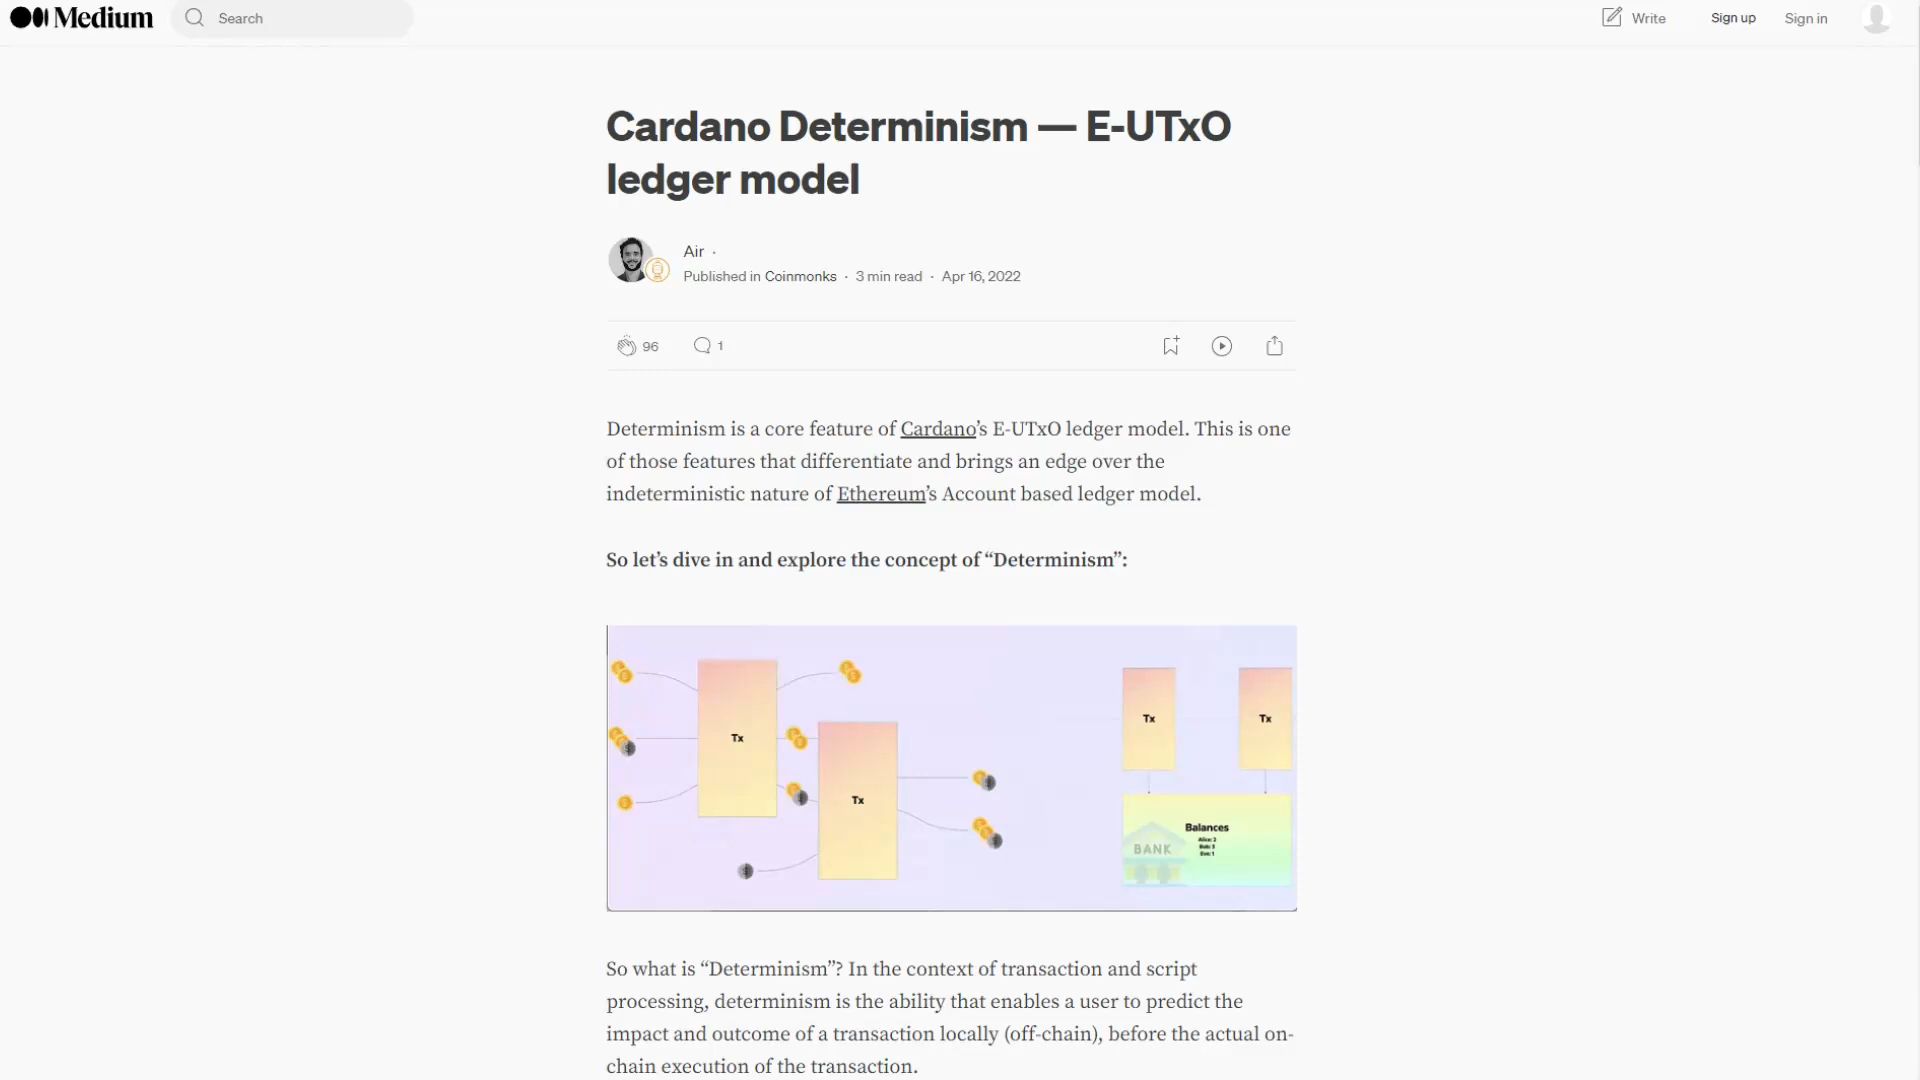 Medium
Search
Write
Sign up
Sign in
Cardano Determinism — E-UTxO
ledger model
Air ·
Published in Coinmonks · 3 min read · Apr 16, 2022
96
1
Determinism is a core feature of Cardano’s E-UTxO ledger model. This is one
of those features that differentiate and brings an edge over the
indeterministic nature of Ethereum’s Account based ledger model.
So let’s dive in and explore the concept of “Determinism”:
Tx
Tx
Tx
Tx
Balances
Alice: 2
Bob: 3
Eve: 1
BANK
So what is “Determinism”? In the context of transaction and script
processing, determinism is the ability that enables a user to predict the
impact and outcome of a transaction locally (off-chain), before the actual on-
chain execution of the transaction.